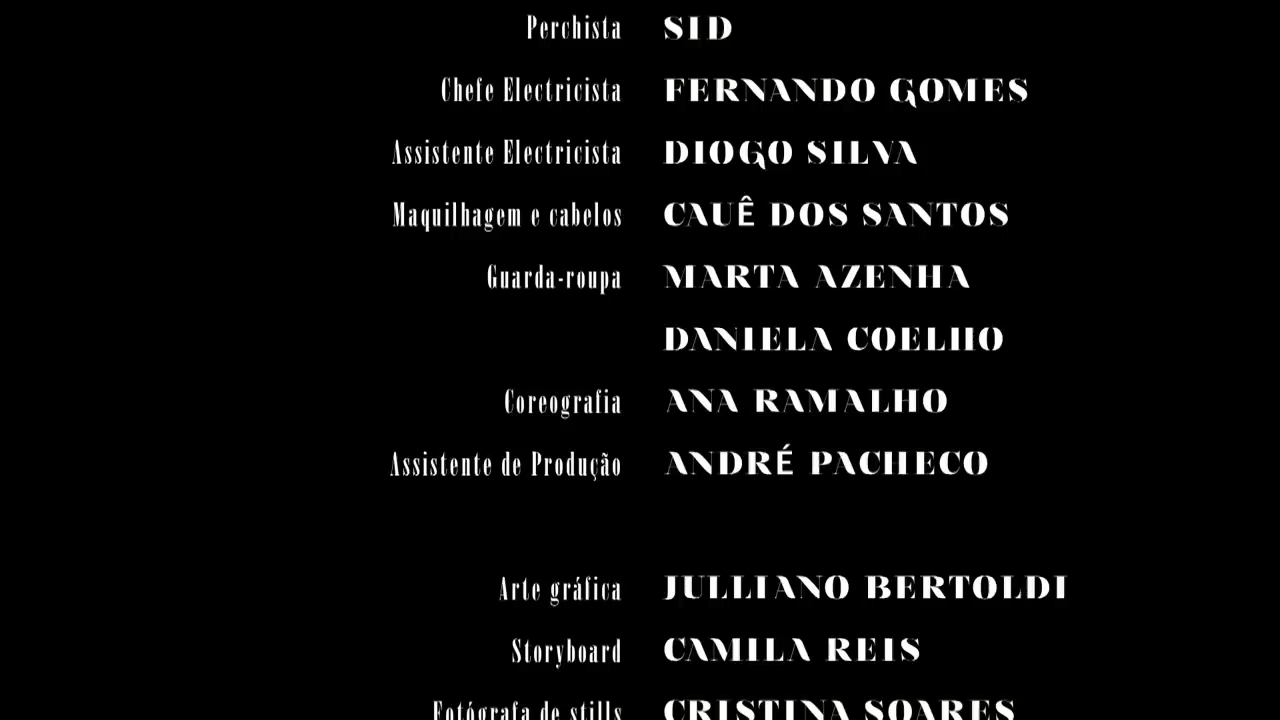 Perchista SID
Chefe Electricista FERNANDO GOMES
Assistente Electricista DIOGO SILVA
Maquilhagem e cabelos CAUÊ DOS SANTOS
Guarda-roupa MARTA AZENHA
DANIELA COELHO
Coreografia ANA RAMALHO
Assistente de Produção ANDRÉ PACHECO
Arte gráfica JULLIANO BERTOLDI
Storyboard CAMILA REIS
Fotógrafa de stills CRISTINA SOARES